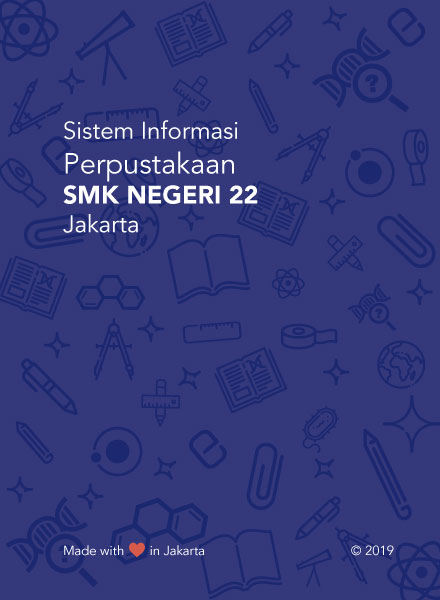 Sistem Informasi
Perpustakaan
SMK NEGERI 22
Jakarta
Made with ❤️ in Jakarta
© 2019